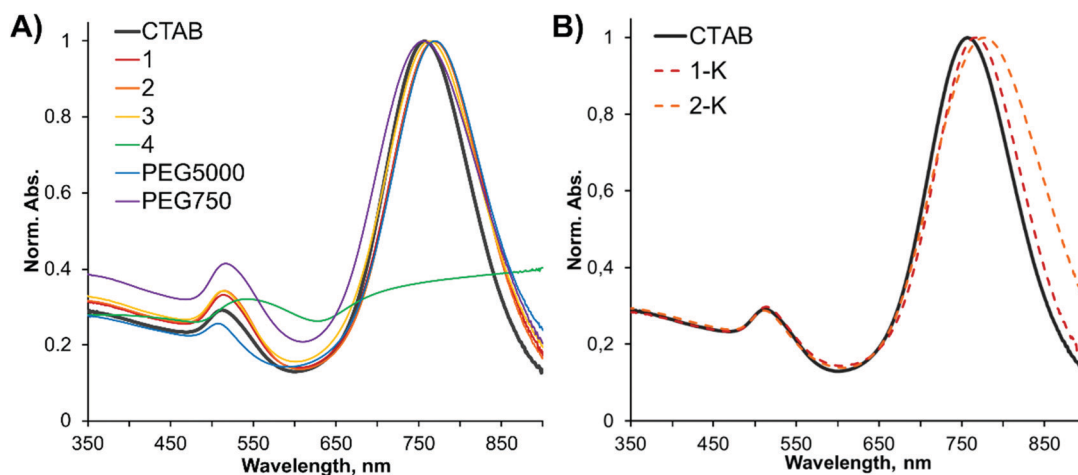 A)
CTAB
1
2
3
4
PEG5000
PEG750
1
0.8
0.6
0.4
0.2
0
Norm. Abs.
350
450
550
650
750
850
Wavelength, nm
B)
CTAB
1-K
2-K
1
0,8
0,6
0,4
0,2
0
Norm. Abs.
350
450
550
650
750
850
Wavelength, nm